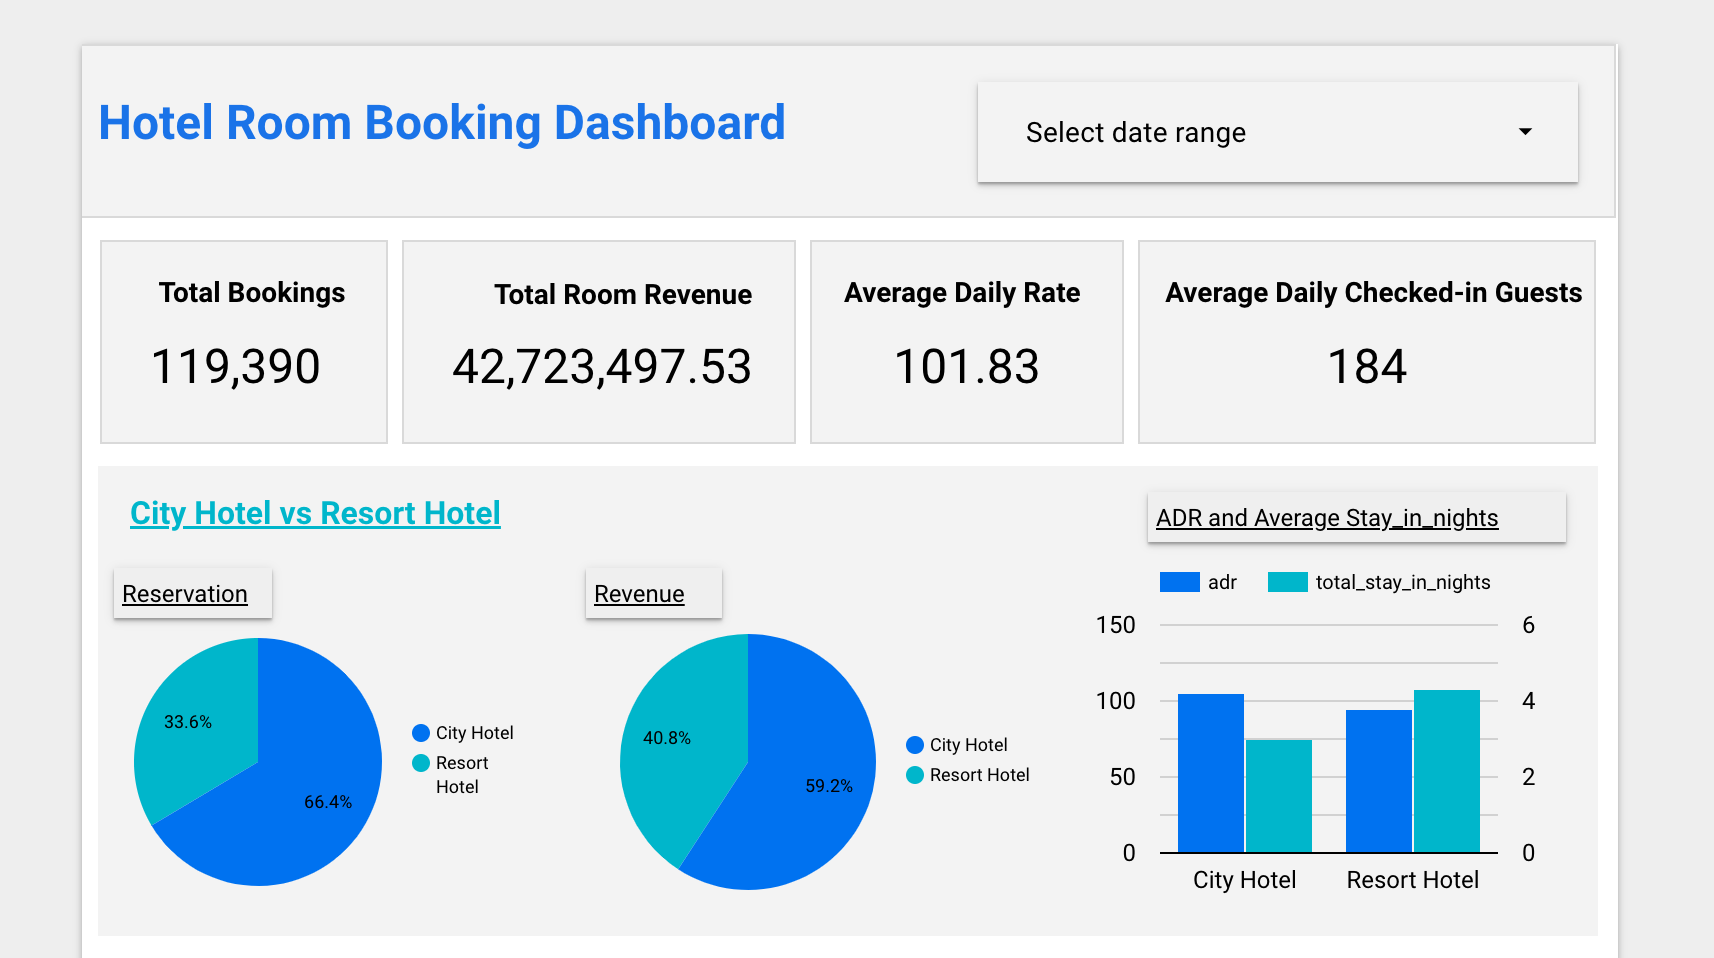 Hotel Room Booking Dashboard
Select date range
Total Bookings
119,390
Total Room Revenue
42,723,497.53
Average Daily Rate
101.83
Average Daily Checked-in Guests
184
City Hotel vs Resort Hotel
Reservation
33.6%
66.4%
City Hotel
Resort
Hotel
Revenue
40.8%
59.2%
City Hotel
Resort Hotel
ADR and Average Stay_in_nights
adr
total_stay_in_nights
150
100
50
0
6
4
2
0
City Hotel
Resort Hotel